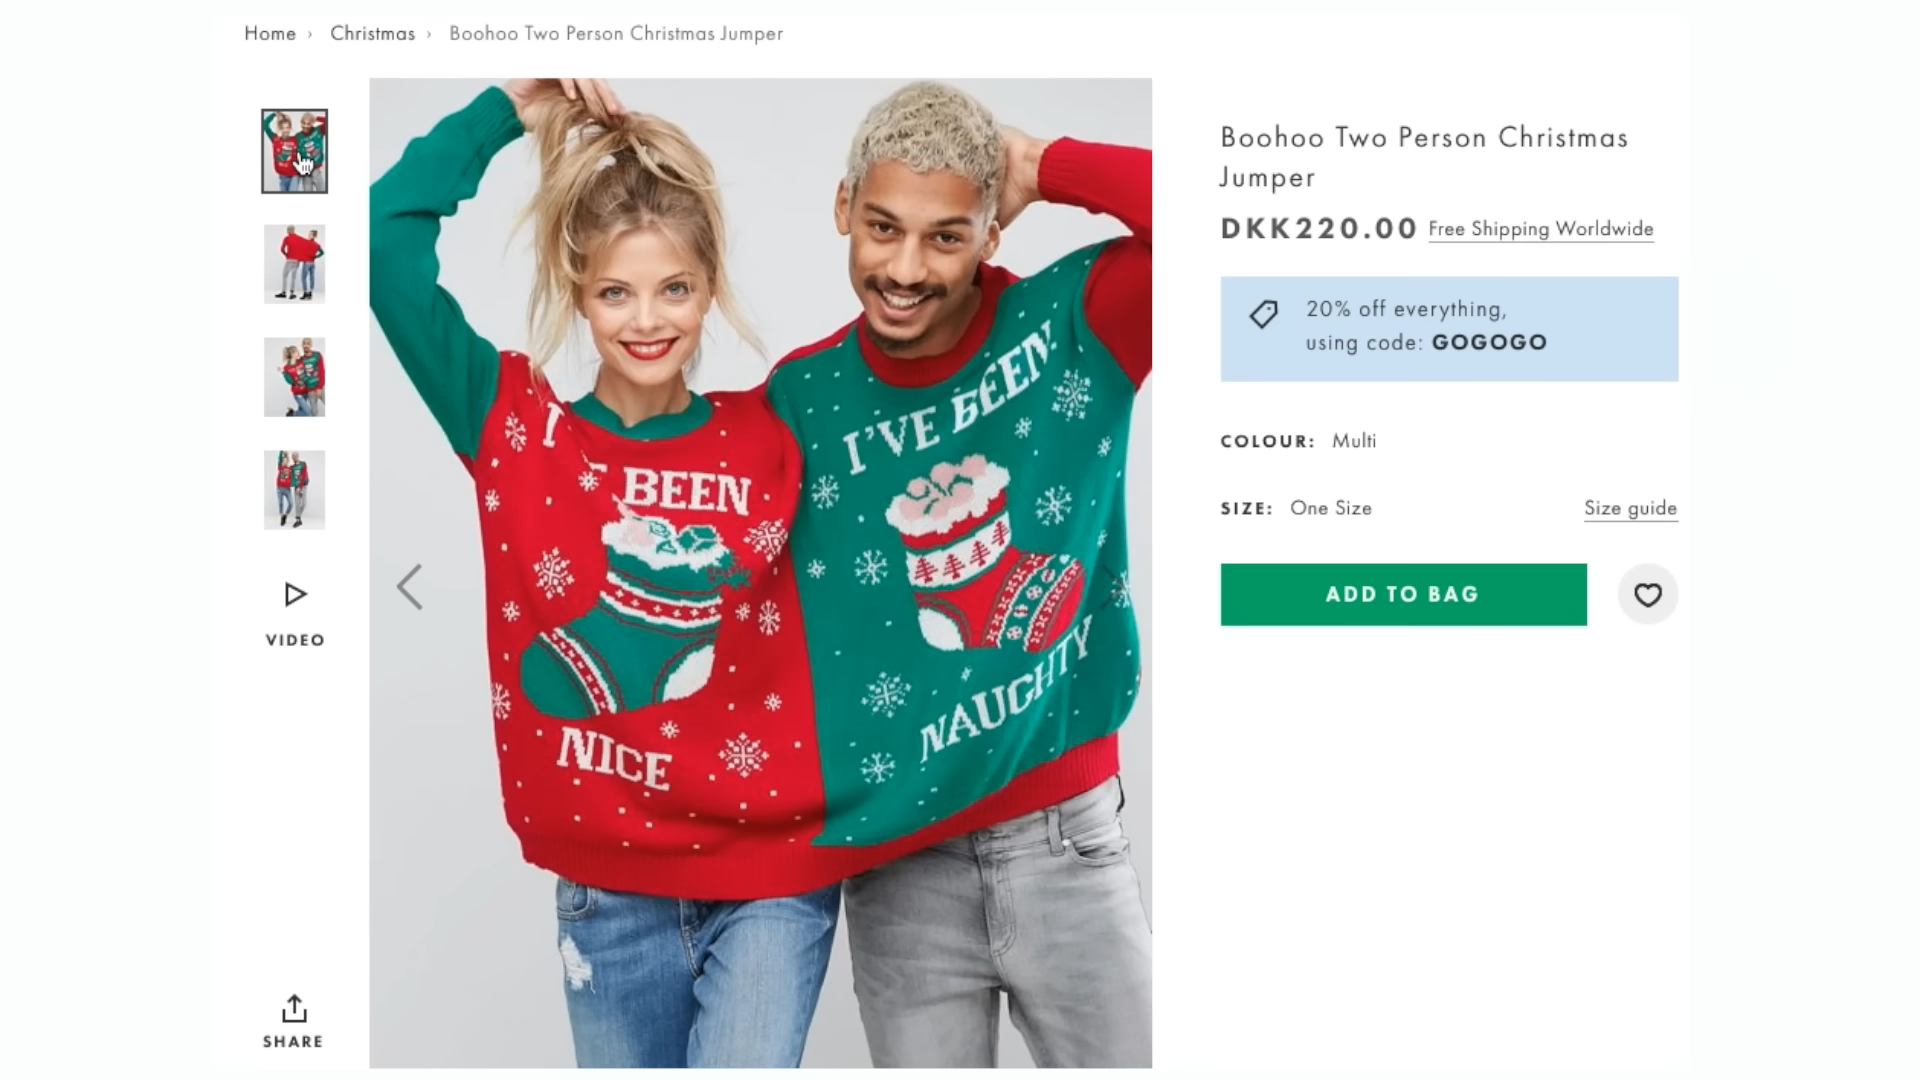 Home › Christmas › Boohoo Two Person Christmas Jumper
Boohoo Two Person Christmas
Jumper
DKK220.00 Free Shipping Worldwide
20% off everything,
using code: GOGOGO
COLOUR: Multi
SIZE: One Size Size guide
ADD TO BAG
VIDEO
SHARE
I
BEEN
NICE
I'VE BEEN
NAUGHTY